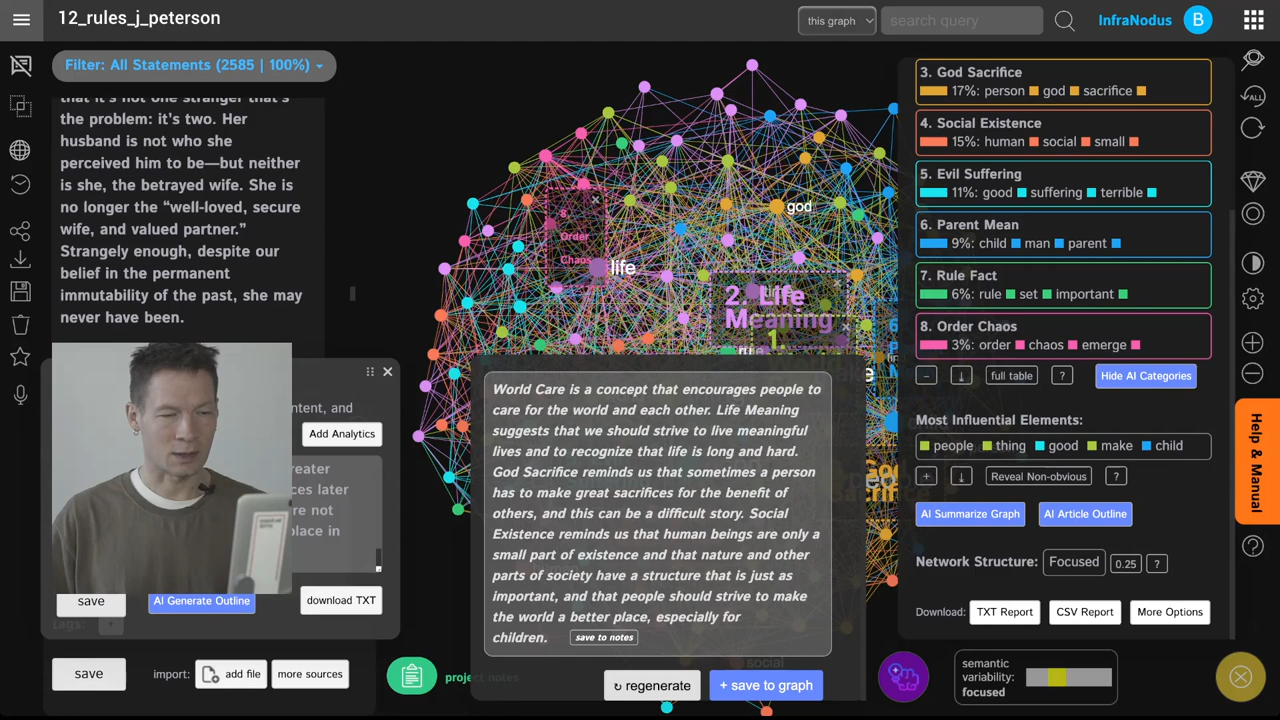 12_rules_j_peterson
this graph
search query
InfraNodus
B
Filter: All Statements (2585 | 100%)
that it's not one stranger that's
the problem: it's two. Her
husband is not who she
perceived him to be—but neither
is she, the betrayed wife. She is
no longer the “well-loved, secure
wife, and valued partner.”
Strangely enough, despite our
belief in the permanent
immutability of the past, she may
never have been.
ntent, and
Add Analytics
reater
ces later
re not
place in
save
AI Generate Outline
download TXT
Tags:
save
import:
add file
more sources
project notes
8.
Order
Chaos
life
god
2. Life
Meaning
1.
World Care is a concept that encourages people to
care for the world and each other. Life Meaning
suggests that we should strive to live meaningful
lives and to recognize that life is long and hard.
God Sacrifice reminds us that sometimes a person
has to make great sacrifices for the benefit of
others, and this can be a difficult story. Social
Existence reminds us that human beings are only a
small part of existence and that nature and other
parts of society have a structure that is just as
important, and that people should strive to make
the world a better place, especially for
children.
save to notes
social
↻ regenerate
+ save to graph
3. God Sacrifice
17%: person god sacrifice
4. Social Existence
15%: human social small
5. Evil Suffering
11%: good suffering terrible
6. Parent Mean
9%: child man parent
7. Rule Fact
6%: rule set important
8. Order Chaos
3%: order chaos emerge
−
full table
?
Hide AI Categories
Most Influential Elements:
people thing good make child
+
Reveal Non-obvious
?
AI Summarize Graph
AI Article Outline
Network Structure:
Focused
0.25
?
Download:
TXT Report
CSV Report
More Options
semantic
variability:
focused
ALL
Help & Manual